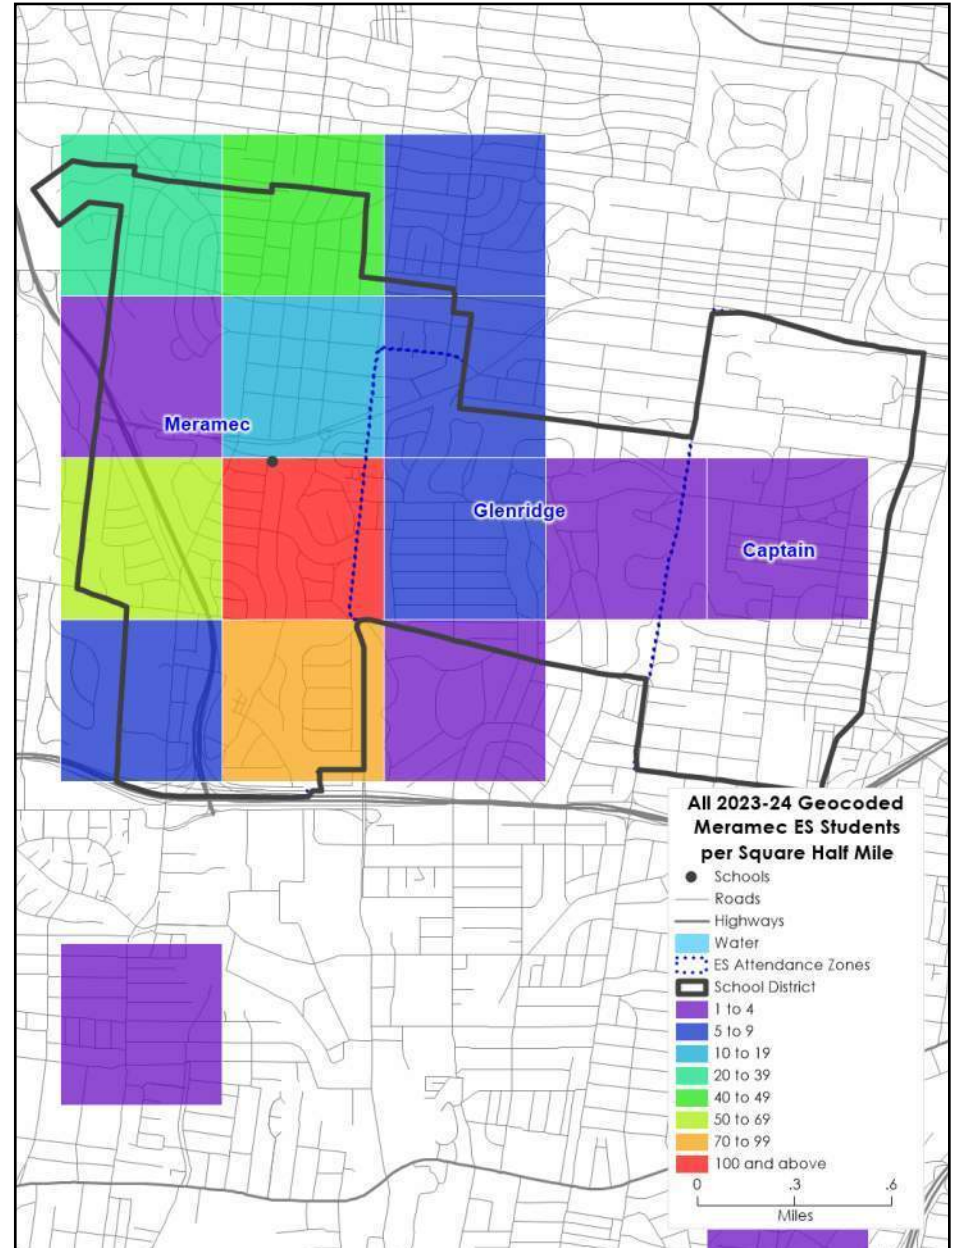 Meramec
Glenridge
Captain
All 2023-24 Geocoded
Meramec ES Students
per Square Half Mile
Schools
Roads
Highways
Water
ES Attendance Zones
School District
1 to 4
5 to 9
10 to 19
20 to 39
40 to 49
50 to 69
70 to 99
100 and above
0 .3 .6
Miles